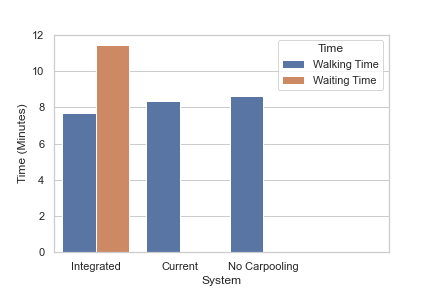 12
10
8
6
4
2
0
Time (Minutes)
Time
Walking Time
Waiting Time
Integrated
Current
No Carpooling
System